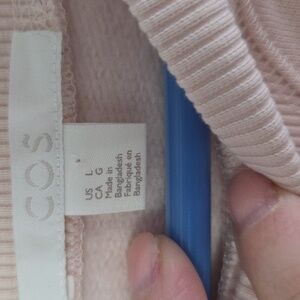 COS
US L
CA G
Made in
Bangladesh
Fabriqué en
Bangladesh